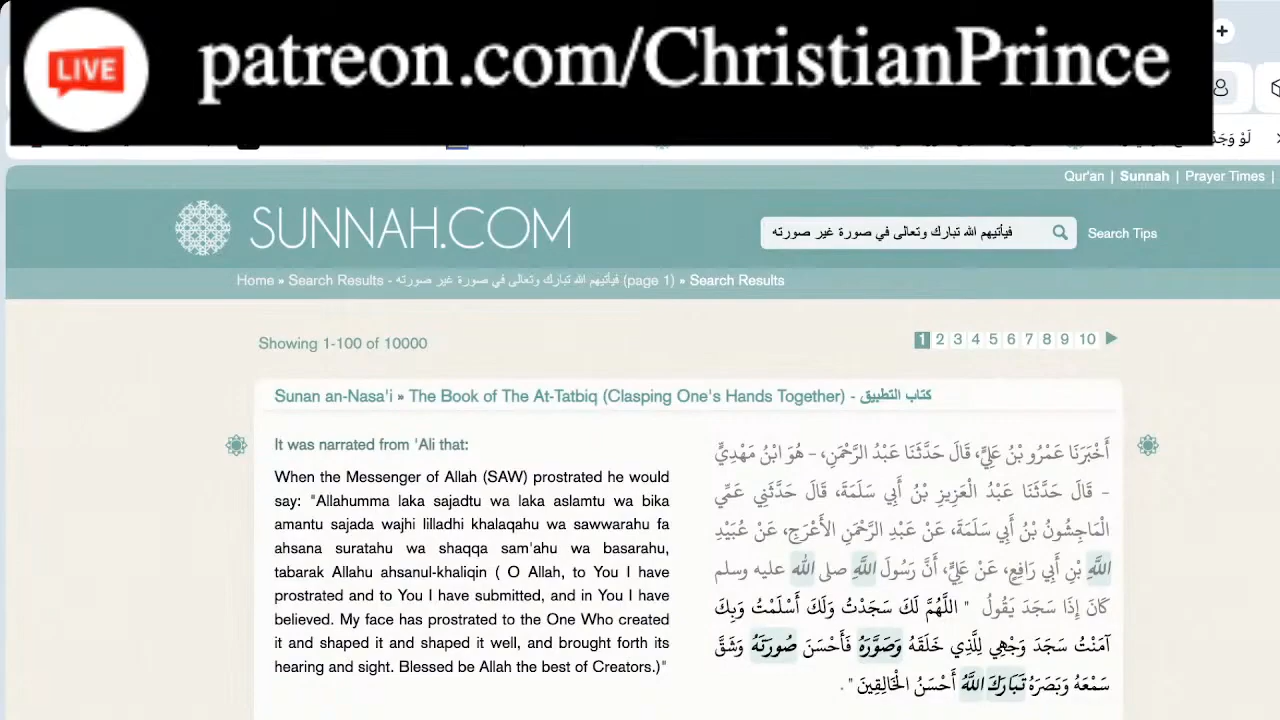 LIVE patreon.com/ChristianPrince
لَوْ وَجَدْ
Qur'an | Sunnah | Prayer Times |
SUNNAH.COM
فيأتيهم الله تبارك وتعالى في صورة غير صورته
Search Tips
Home » Search Results - فيأتيهم الله تبارك وتعالى في صورة غير صورته (page 1) » Search Results
Showing 1-100 of 10000
1 2 3 4 5 6 7 8 9 10
Sunan an-Nasa'i » The Book of The At-Tatbiq (Clasping One's Hands Together) - كتاب التطبيق
It was narrated from 'Ali that:
When the Messenger of Allah (SAW) prostrated he would
say: "Allahumma laka sajadtu wa laka aslamtu wa bika
amantu sajada wajhi lilladhi khalaqahu wa sawwarahu fa
ahsana suratahu wa shaqqa sam'ahu wa basarahu,
tabarak Allahu ahsanul-khaliqin ( O Allah, to You I have
prostrated and to You I have submitted, and in You I have
believed. My face has prostrated to the One Who created
it and shaped it and shaped it well, and brought forth its
hearing and sight. Blessed be Allah the best of Creators.)"
أَخْبَرَنَا عَمْرُو بْنُ عَلِيٍّ، قَالَ حَدَّثَنَا عَبْدُ الرَّحْمَنِ، - هُوَ ابْنُ مَهْدِيٍّ
- قَالَ حَدَّثَنَا عَبْدُ الْعَزِيزِ بْنُ أَبِي سَلَمَةَ، قَالَ حَدَّثَنِي عَمِّي
الْمَاجِشُونُ بْنُ أَبِي سَلَمَةَ، عَنْ عَبْدِ الرَّحْمَنِ الأَعْرَجِ، عَنْ عُبَيْدِ
اللَّهِ بْنِ أَبِي رَافِعٍ، عَنْ عَلِيٍّ، أَنَّ رَسُولَ اللَّهِ صلى الله عليه وسلم
كَانَ إِذَا سَجَدَ يَقُولُ " اللَّهُمَّ لَكَ سَجَدْتُ وَلَكَ أَسْلَمْتُ وَبِكَ
آمَنْتُ سَجَدَ وَجْهِي لِلَّذِي خَلَقَهُ وَصَوَّرَهُ فَأَحْسَنَ صُورَتَهُ وَشَقَّ
سَمْعَهُ وَبَصَرَهُ تَبَارَكَ اللَّهُ أَحْسَنُ الْخَالِقِينَ " .